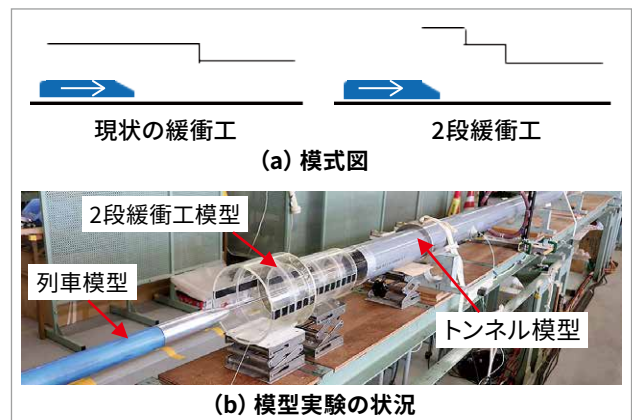 現状の緩衝工
2段緩衝工
(a) 模式図
2段緩衝工模型
列車模型
トンネル模型
(b) 模型実験の状況